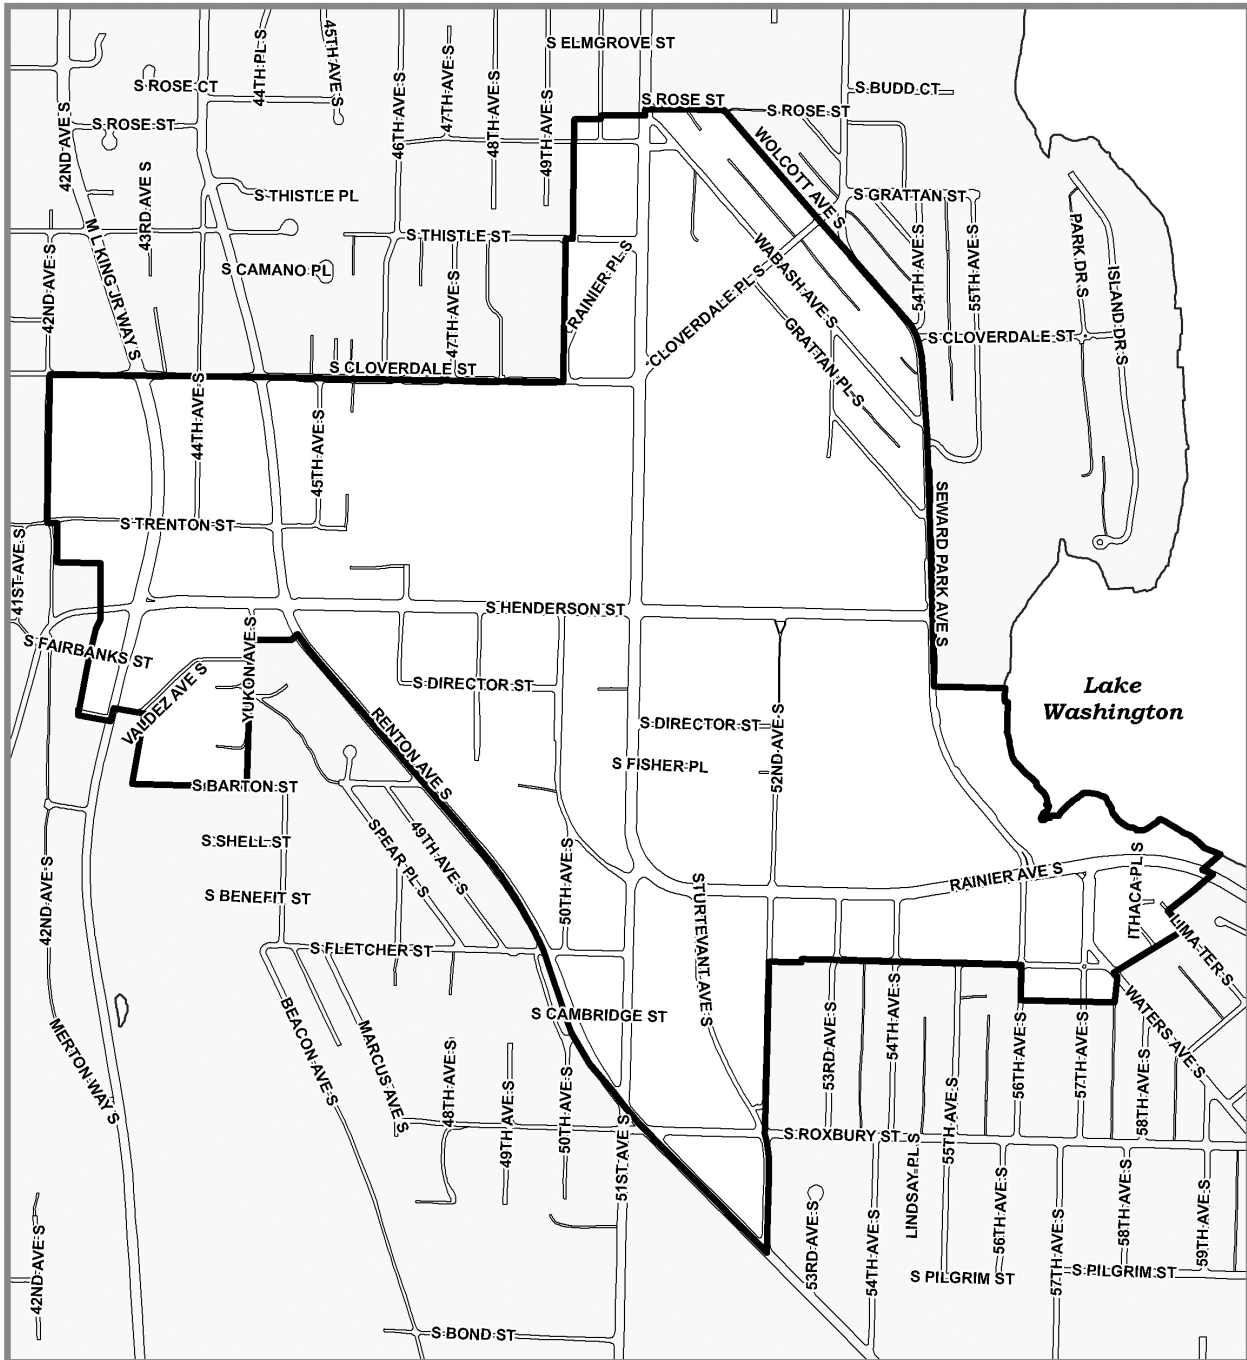 S ELMGROVE ST
45TH AVE S
44TH PL S
46TH AVE S
47TH AVE S
48TH AVE S
49TH AVE S
S ROSE CT
S BUDD CT
S ROSE ST
S ROSE ST
S ROSE ST
42ND AVE S
43RD AVE S
WOLCOTT AVE S
S THISTLE PL
S GRATTAN ST
M L KING JR WAY S
S THISTLE ST
PARK DR S
ISLAND DR S
42ND AVE S
S CAMANO PL
47TH AVE S
RAINIER PL S
CLOVERDALE PL S
WABASH AVE S
54TH AVE S
55TH AVE S
S CLOVERDALE ST
S CLOVERDALE ST
GRATTAN PL S
44TH AVE S
45TH AVE S
S TRENTON ST
SEWARD PARK AVE S
41ST AVE S
S HENDERSON ST
S FAIRBANKS ST
YUKON AVE S
VALDEZ AVE S
S DIRECTOR ST
Lake
Washington
RENTON AVE S
S DIRECTOR ST
52ND AVE S
S FISHER PL
S BARTON ST
S SHELL ST
SPEAR PL S
49TH AVE S
50TH AVE S
STURTEVANT AVE S
RAINIER AVE S
ITHACA PL S
LIMA TER S
42ND AVE S
S BENEFIT ST
S FLETCHER ST
S CAMBRIDGE ST
BEACON AVE S
MARCUS AVE S
MERTON WAY S
48TH AVE S
49TH AVE S
50TH AVE S
51ST AVE S
53RD AVE S
54TH AVE S
55TH AVE S
56TH AVE S
57TH AVE S
58TH AVE S
WATERS AVE S
S ROXBURY ST
LINDSAY PL S
42ND AVE S
53RD AVE S
54TH AVE S
56TH AVE S
57TH AVE S
58TH AVE S
59TH AVE S
S PILGRIM ST
S PILGRIM ST
S BOND ST